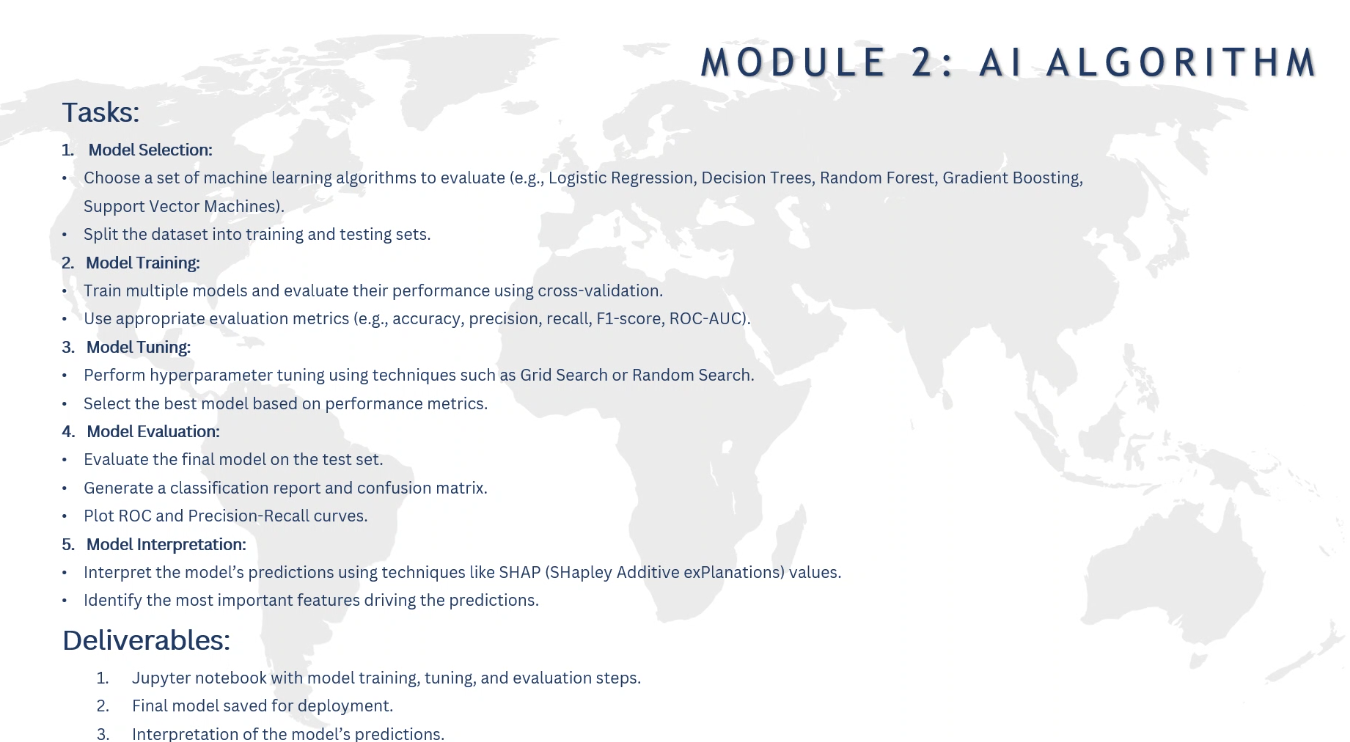 MODULE 2: AI ALGORITHM
Tasks:
1. Model Selection:
• Choose a set of machine learning algorithms to evaluate (e.g., Logistic Regression, Decision Trees, Random Forest, Gradient Boosting,
Support Vector Machines).
• Split the dataset into training and testing sets.
2. Model Training:
• Train multiple models and evaluate their performance using cross-validation.
• Use appropriate evaluation metrics (e.g., accuracy, precision, recall, F1-score, ROC-AUC).
3. Model Tuning:
• Perform hyperparameter tuning using techniques such as Grid Search or Random Search.
• Select the best model based on performance metrics.
4. Model Evaluation:
• Evaluate the final model on the test set.
• Generate a classification report and confusion matrix.
• Plot ROC and Precision-Recall curves.
5. Model Interpretation:
• Interpret the model’s predictions using techniques like SHAP (SHapley Additive exPlanations) values.
• Identify the most important features driving the predictions.
Deliverables:
1. Jupyter notebook with model training, tuning, and evaluation steps.
2. Final model saved for deployment.
3. Interpretation of the model’s predictions.